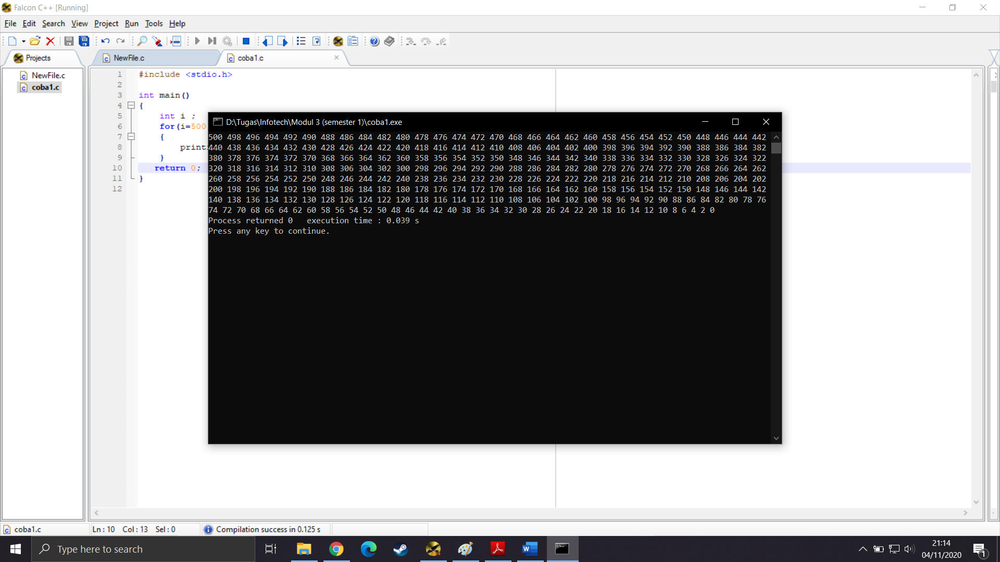 Falcon C++ [Running]
File Edit Search View Project Run Tools Help
Projects
NewFile.c
coba1.c
NewFile.c
coba1.c
1 #include <stdio.h>
2
3 int main()
4 {
5 int i ;
6 for(i=500
7 {
8 print
9 }
10 return 0;
11 }
12
D:\Tugas\Infotech\Modul 3 (semester 1)\coba1.exe
500 498 496 494 492 490 488 486 484 482 480 478 476 474 472 470 468 466 464 462 460 458 456 454 452 450 448 446 444 442
440 438 436 434 432 430 428 426 424 422 420 418 416 414 412 410 408 406 404 402 400 398 396 394 392 390 388 386 384 382
380 378 376 374 372 370 368 366 364 362 360 358 356 354 352 350 348 346 344 342 340 338 336 334 332 330 328 326 324 322
320 318 316 314 312 310 308 306 304 302 300 298 296 294 292 290 288 286 284 282 280 278 276 274 272 270 268 266 264 262
260 258 256 254 252 250 248 246 244 242 240 238 236 234 232 230 228 226 224 222 220 218 216 214 212 210 208 206 204 202
200 198 196 194 192 190 188 186 184 182 180 178 176 174 172 170 168 166 164 162 160 158 156 154 152 150 148 146 144 142
140 138 136 134 132 130 128 126 124 122 120 118 116 114 112 110 108 106 104 102 100 98 96 94 92 90 88 86 84 82 80 78 76
74 72 70 68 66 64 62 60 58 56 54 52 50 48 46 44 42 40 38 36 34 32 30 28 26 24 22 20 18 16 14 12 10 8 6 4 2 0
Process returned 0 execution time : 0.039 s
Press any key to continue.
coba1.c Ln : 10 Col : 13 Sel : 0 Compilation success in 0.125 s
Type here to search
21:14
04/11/2020
1